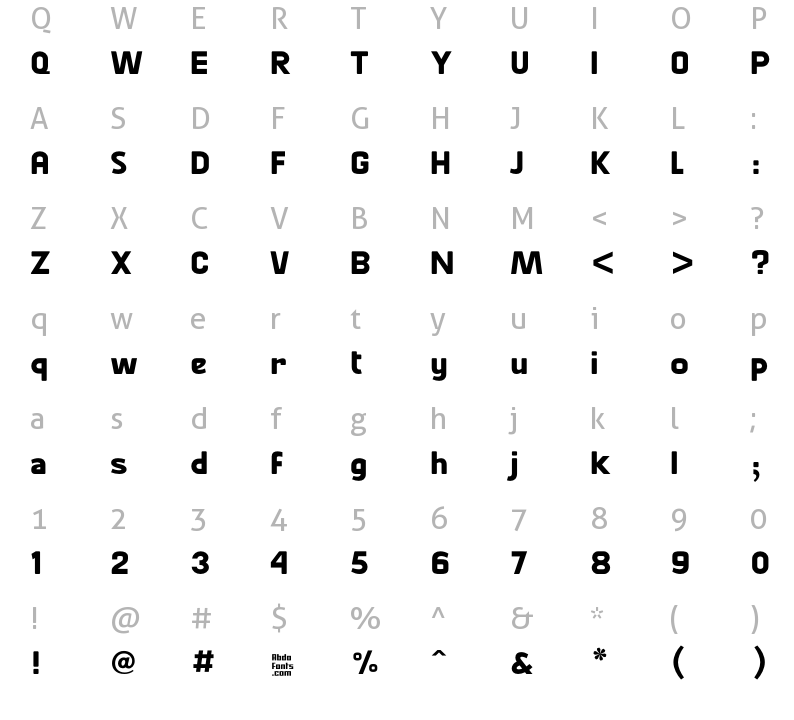 Q W E R T Y U I O P
Q W E R T Y U I O P
A S D F G H J K L :
A S D F G H J K L :
Z X C V B N M < > ?
Z X C V B N M < > ?
q w e r t y u i o p
q w e r t y u i o p
a s d f g h j k l ;
a s d f g h j k l ;
1 2 3 4 5 6 7 8 9 0
1 2 3 4 5 6 7 8 9 0
! @ # $ % ^ & * ( )
! @ # Abdo Fonts .com % ^ & * ( )